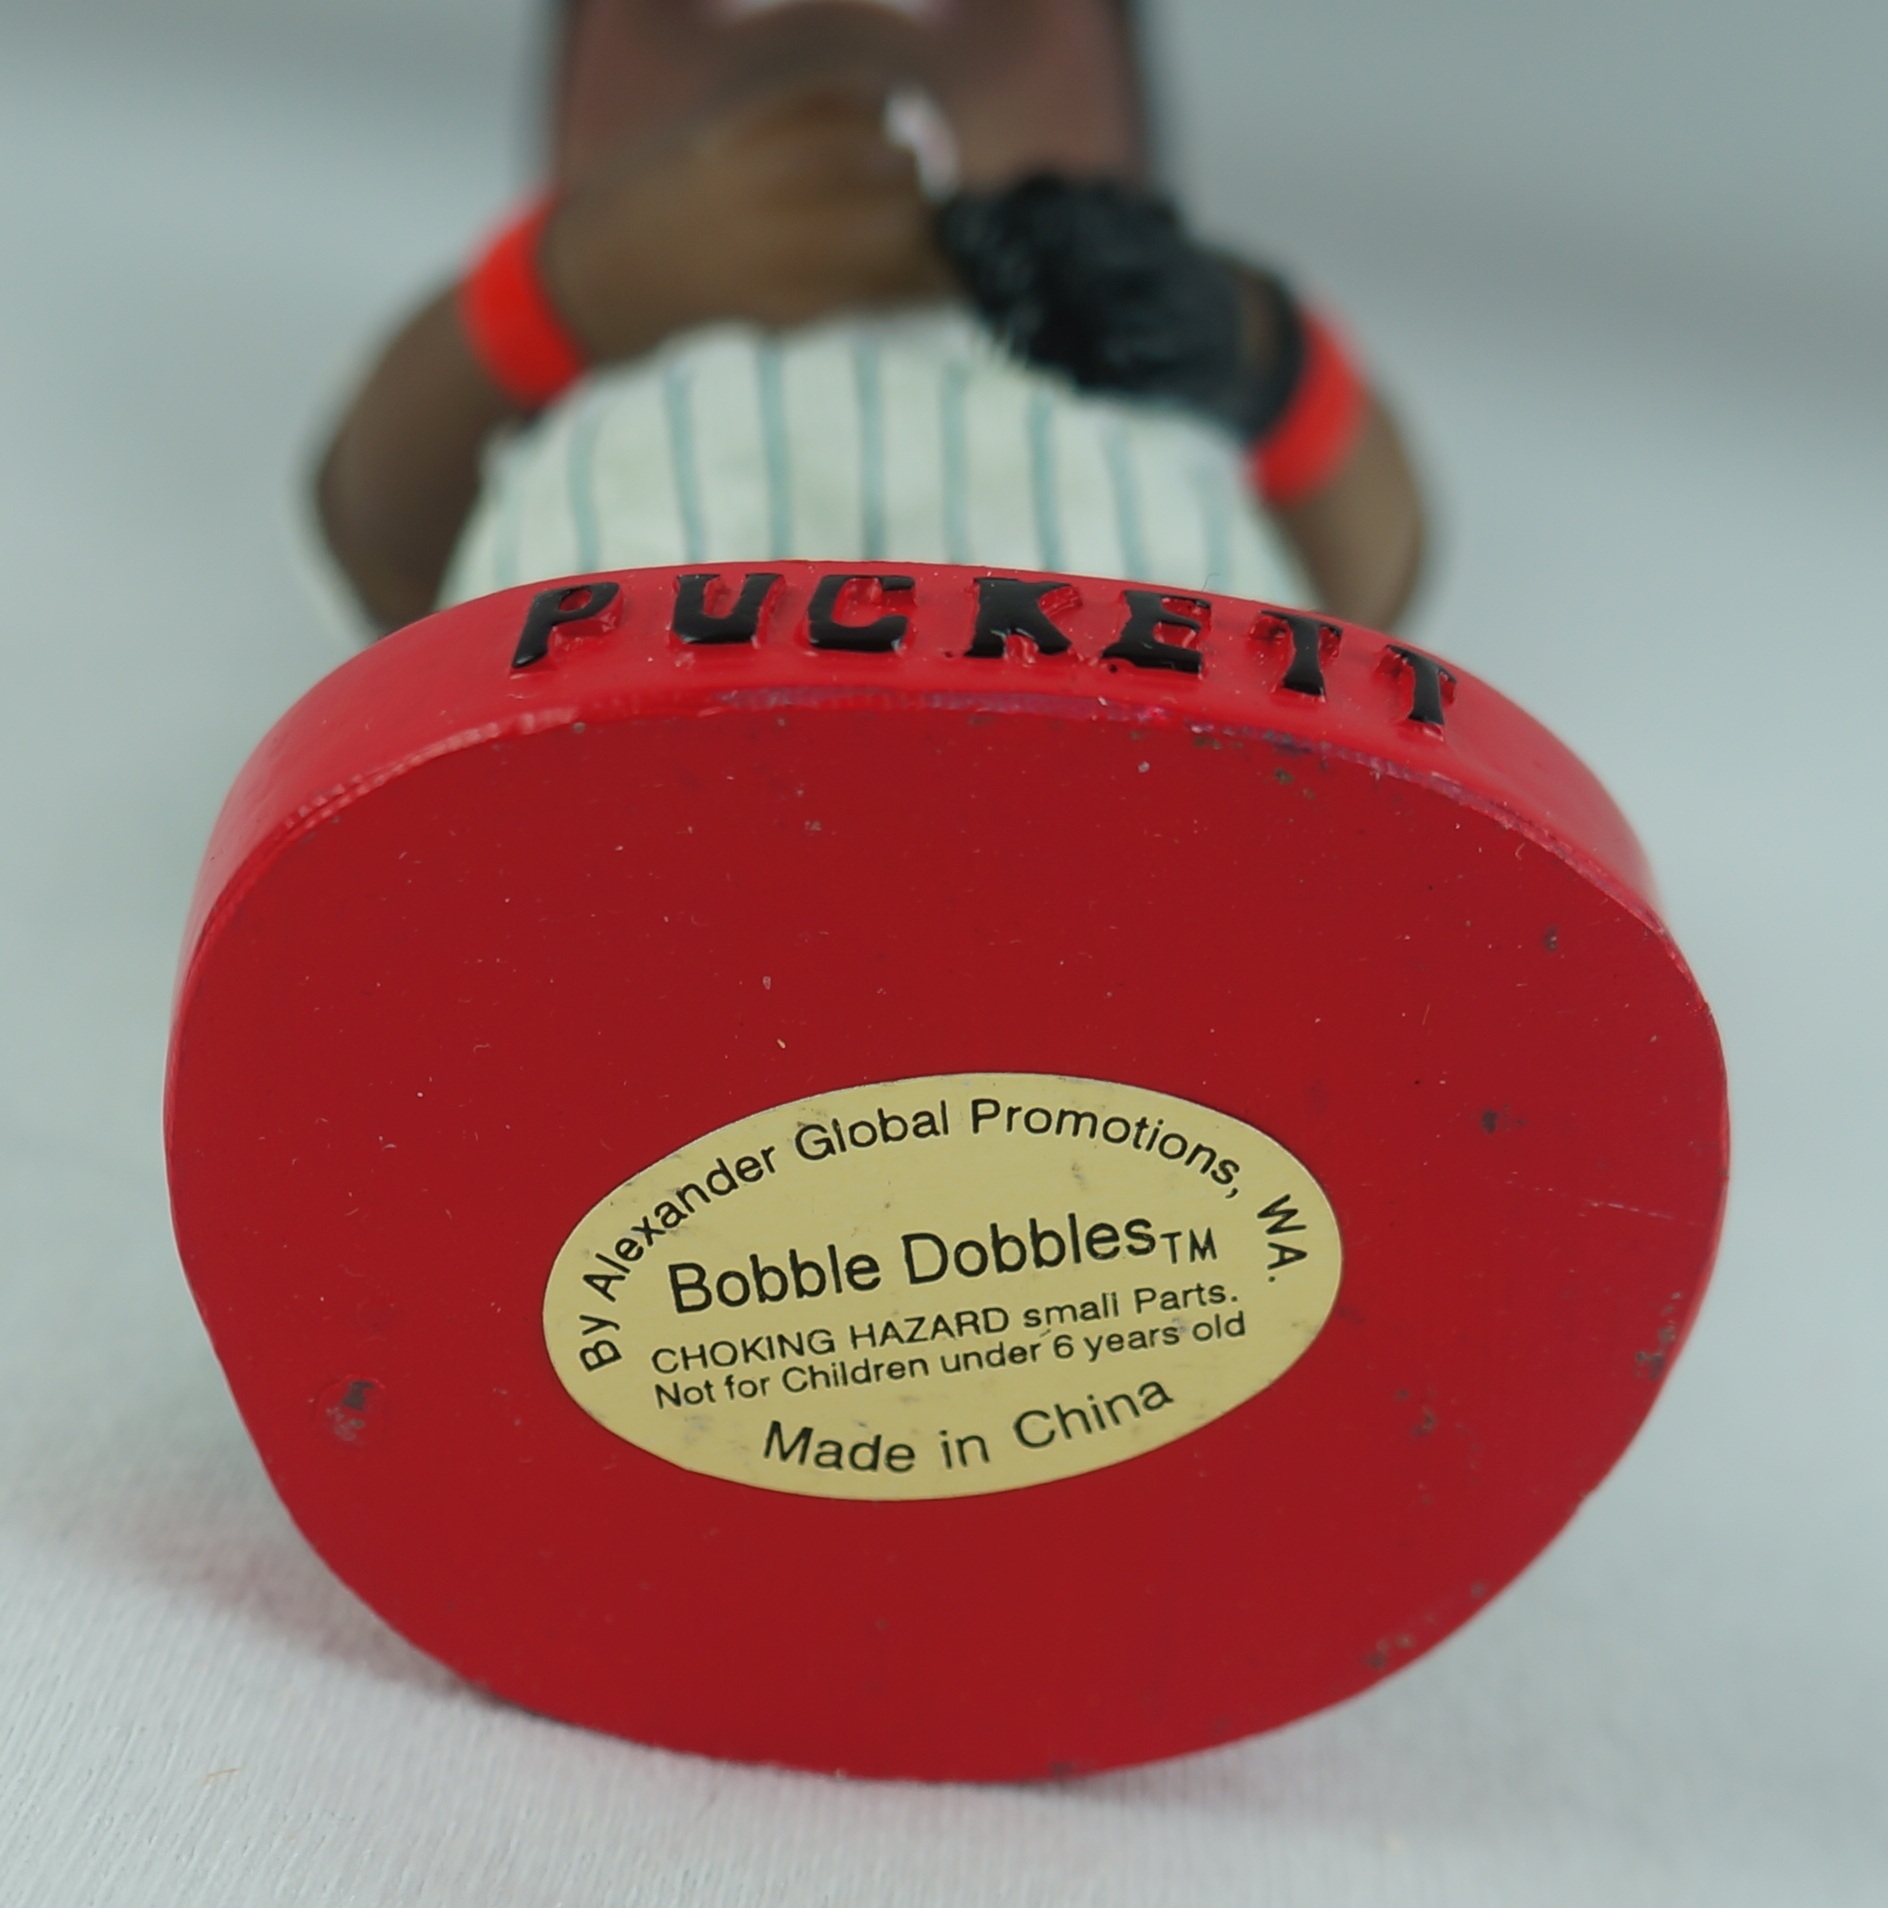 PUCKETT
By Alexander Global Promotions, WA.
Bobble Dobbles™
CHOKING HAZARD small Parts.
Not for Children under 6 years old
Made in China